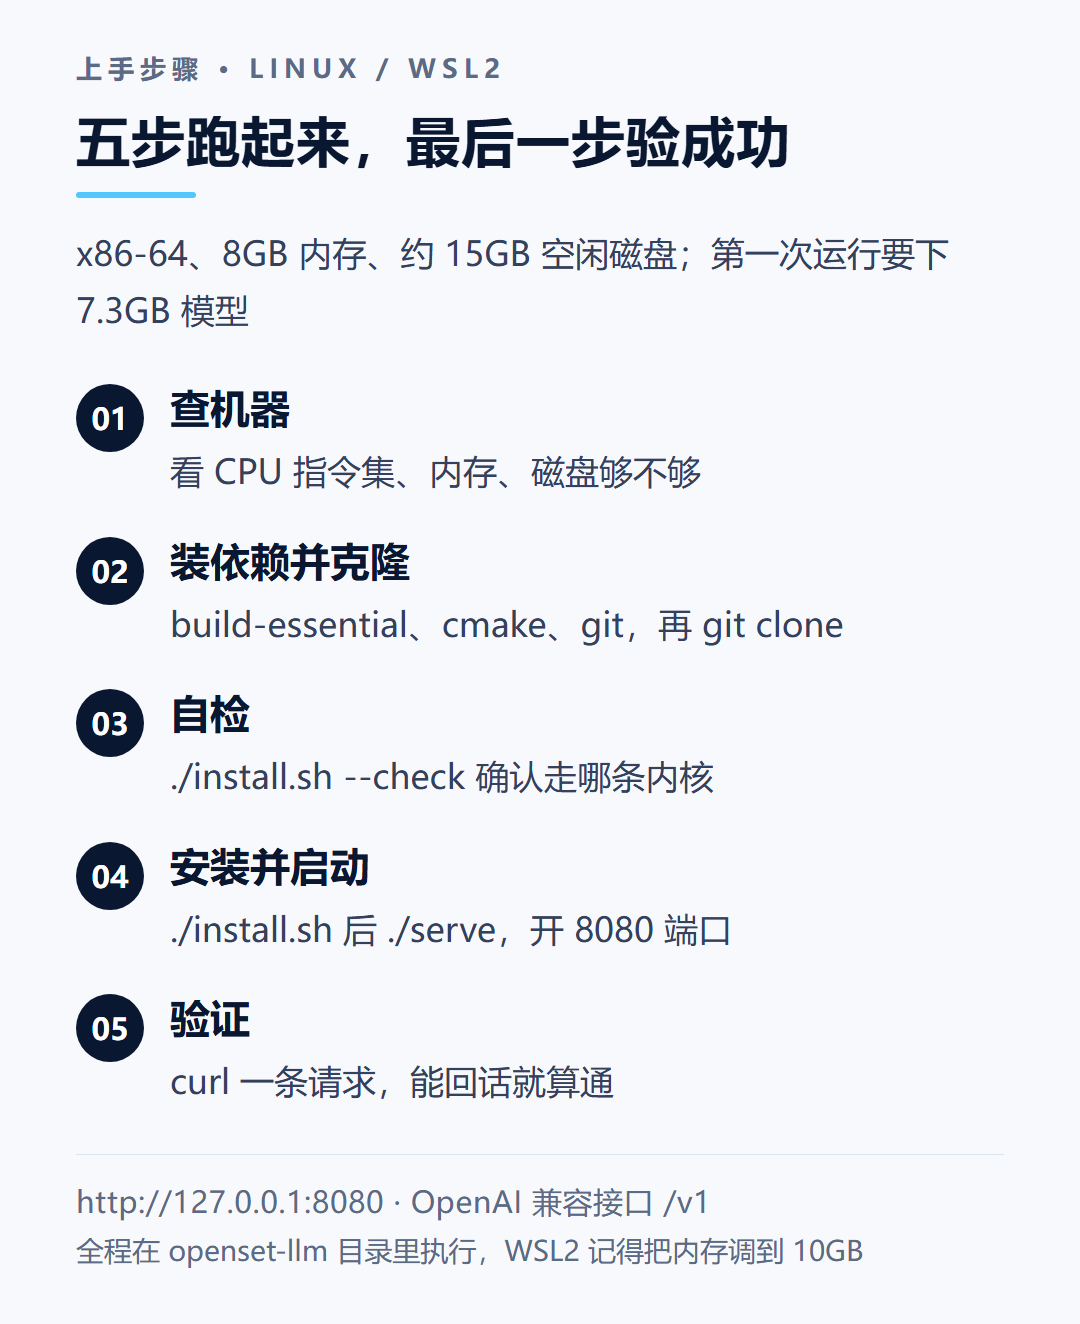 上手步骤 • LINUX / WSL2
五步跑起来，最后一步验成功
x86-64、8GB 内存、约 15GB 空闲磁盘；第一次运行要下
7.3GB 模型
01 查机器
看 CPU 指令集、内存、磁盘够不够
02 装依赖并克隆
build-essential、cmake、git，再 git clone
03 自检
./install.sh --check 确认走哪条内核
04 安装并启动
./install.sh 后 ./serve，开 8080 端口
05 验证
curl 一条请求，能回话就算通
http://127.0.0.1:8080 · OpenAI 兼容接口 /v1
全程在 openset-llm 目录里执行，WSL2 记得把内存调到 10GB